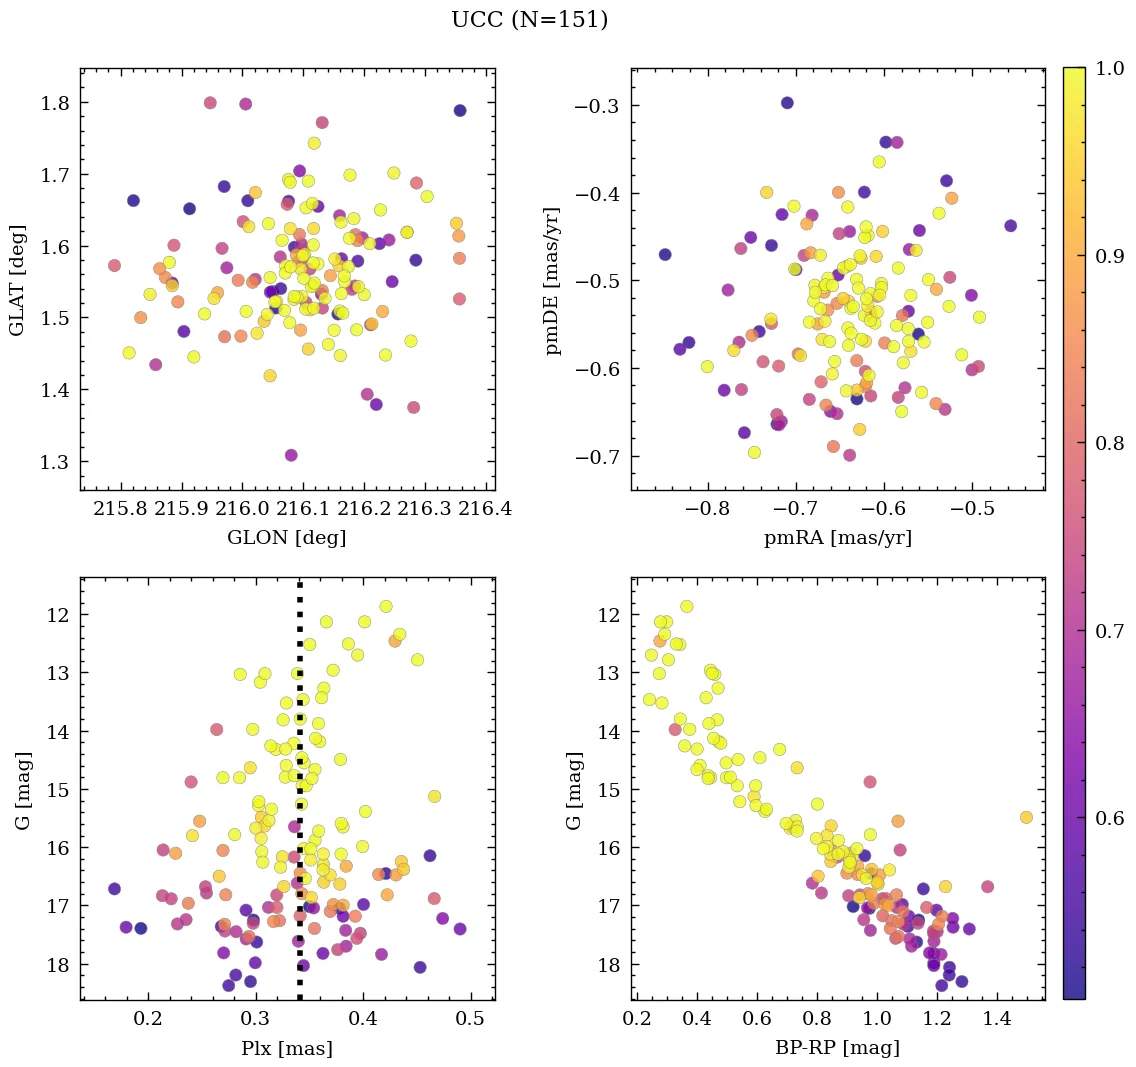 UCC (N=151)
1.8
1.7
1.6
1.5
1.4
1.3
GLAT [deg]
215.8 215.9 216.0 216.1 216.2 216.3 216.4
GLON [deg]
−0.3
−0.4
−0.5
−0.6
−0.7
pmDE [mas/yr]
−0.8 −0.7 −0.6 −0.5
pmRA [mas/yr]
12
13
14
15
16
17
18
G [mag]
0.2 0.3 0.4 0.5
Plx [mas]
12
13
14
15
16
17
18
G [mag]
0.2 0.4 0.6 0.8 1.0 1.2 1.4
BP-RP [mag]
1.0
0.9
0.8
0.7
0.6